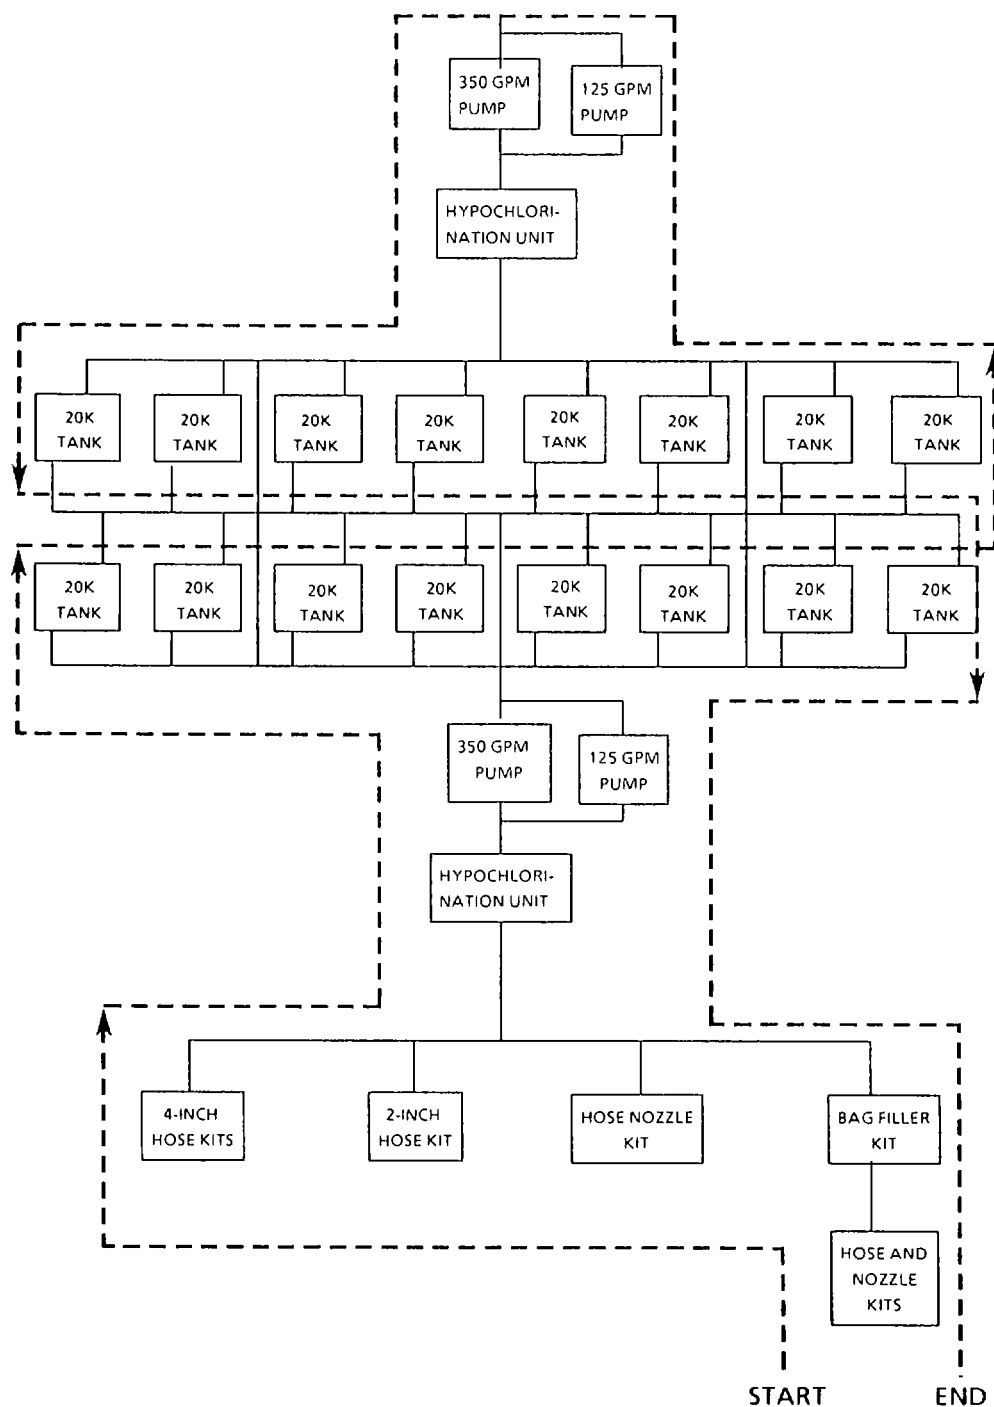 350 GPM
PUMP
125 GPM
PUMP
HYPOCHLORI-
NATION UNIT
20K
TANK
20K
TANK
20K
TANK
20K
TANK
20K
TANK
20K
TANK
20K
TANK
20K
TANK
20K
TANK
20K
TANK
20K
TANK
20K
TANK
20K
TANK
20K
TANK
20K
TANK
20K
TANK
350 GPM
PUMP
125 GPM
PUMP
HYPOCHLORI-
NATION UNIT
4-INCH
HOSE KITS
2-INCH
HOSE KIT
HOSE NOZZLE
KIT
BAG FILLER
KIT
HOSE AND
NOZZLE
KITS
START
END